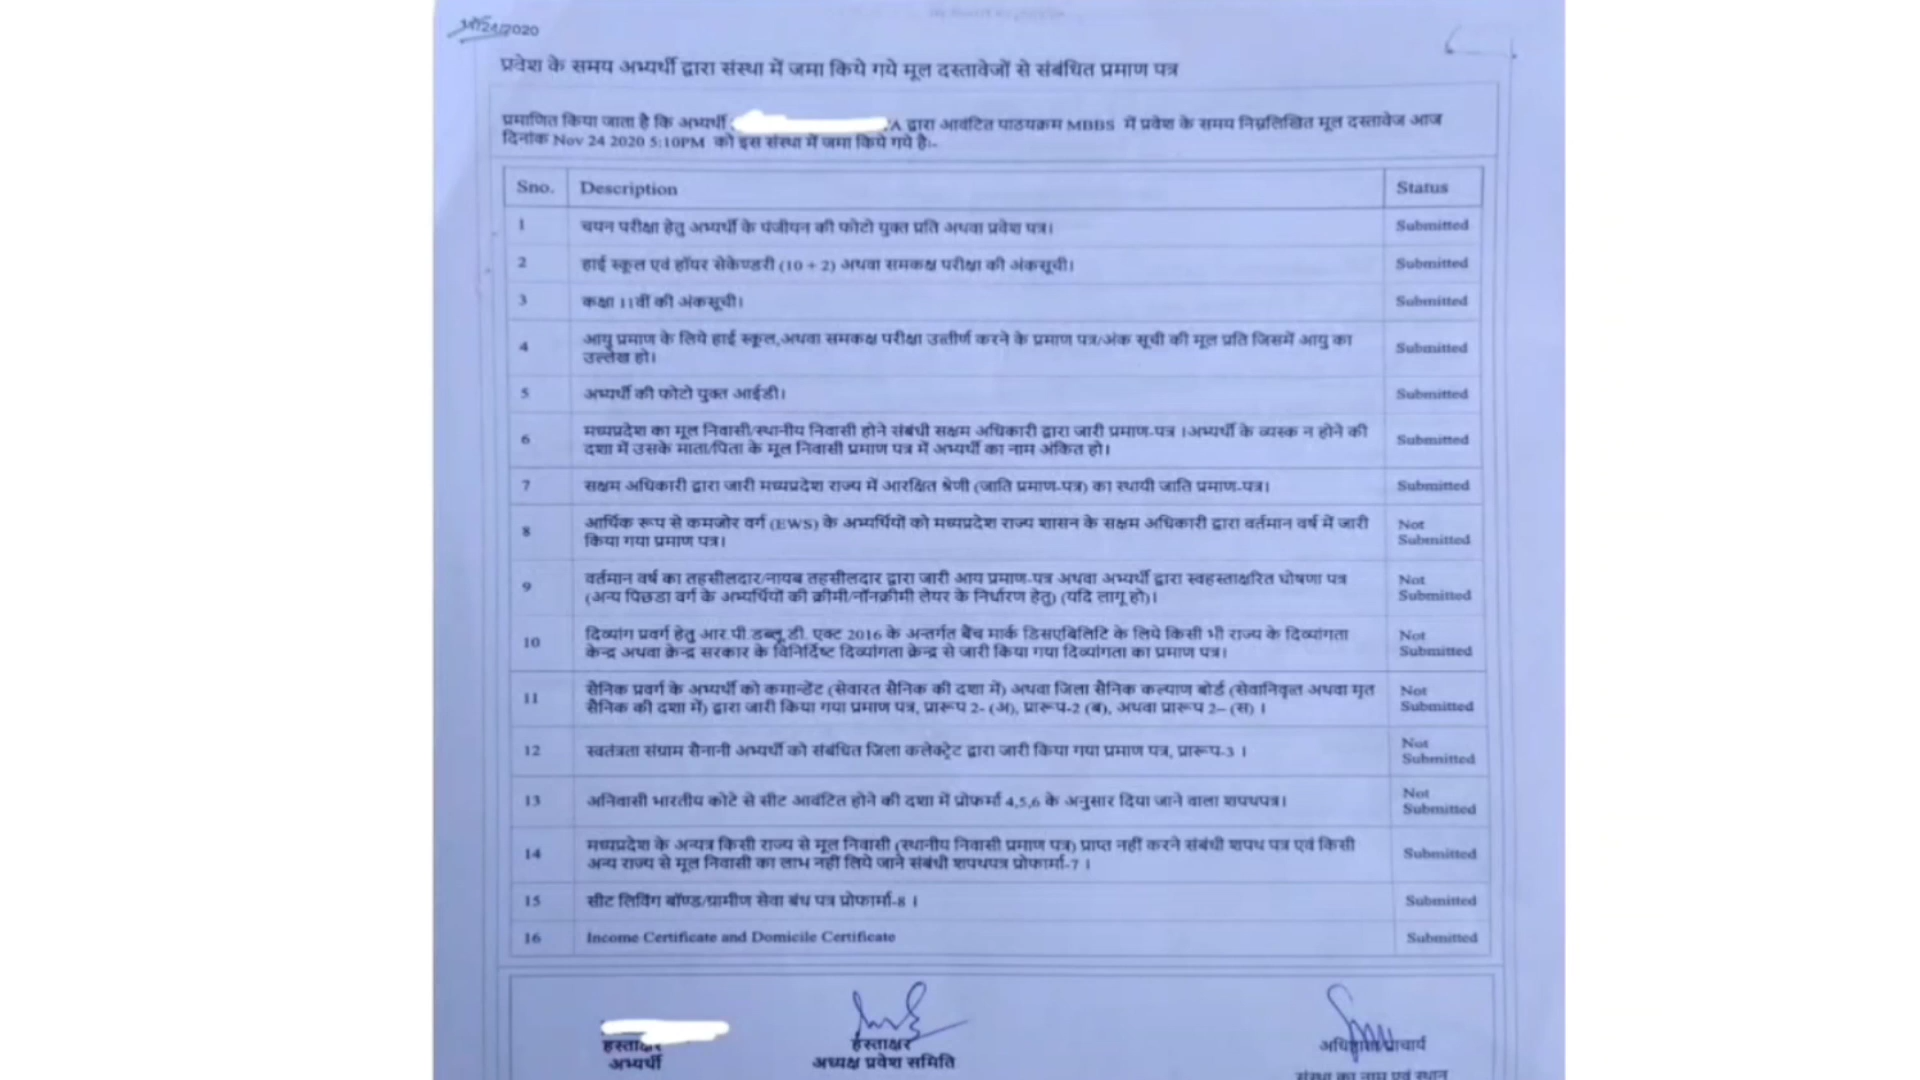 /24/2020
प्रवेश के समय अभ्यर्थी द्वारा संस्था में जमा किये गये मूल दस्तावेजों से संबंधित प्रमाण पत्र
प्रमाणित किया जाता है कि अभ्यर्थी A द्वारा आवंटित पाठयक्रम MBBS में प्रवेश के समय निम्नलिखित मूल दस्तावेज आज
दिनांक Nov 24 2020 5:10PM को इस संस्था में जमा किये गये है:-
Sno. Description Status
1 चयन परीक्षा हेतु अभ्यर्थी के पंजीयन की फोटो युक्त प्रति अथवा प्रवेश पत्र। Submitted
2 हाई स्कूल एवं हॉयर सेकेण्डरी (10 + 2) अथवा समकक्ष परीक्षा की अंकसूची। Submitted
3 कक्षा 11वीं की अंकसूची। Submitted
4 आयु प्रमाण के लिये हाई स्कूल,अथवा समकक्ष परीक्षा उत्तीर्ण करने के प्रमाण पत्र/अंक सूची की मूल प्रति जिसमें आयु का
उल्लेख हो। Submitted
5 अभ्यर्थी की फोटो युक्त आईडी। Submitted
6 मध्यप्रदेश का मूल निवासी/स्थानीय निवासी होने संबंधी सक्षम अधिकारी द्वारा जारी प्रमाण-पत्र ।अभ्यर्थी के व्यस्क न होने की
दशा में उसके माता/पिता के मूल निवासी प्रमाण पत्र में अभ्यर्थी का नाम अंकित हो। Submitted
7 सक्षम अधिकारी द्वारा जारी मध्यप्रदेश राज्य में आरक्षित श्रेणी (जाति प्रमाण-पत्र) का स्थायी जाति प्रमाण-पत्र। Submitted
8 आर्थिक रूप से कमजोर वर्ग (EWS) के अभ्यर्थियों को मध्यप्रदेश राज्य शासन के सक्षम अधिकारी द्वारा वर्तमान वर्ष में जारी Not
किया गया प्रमाण पत्र। Submitted
9 वर्तमान वर्ष का तहसीलदार/नायब तहसीलदार द्वारा जारी आय प्रमाण-पत्र अथवा अभ्यर्थी द्वारा स्वहस्ताक्षरित घोषणा पत्र Not
(अन्य पिछडा वर्ग के अभ्यर्थियों की क्रीमी/नॉनक्रीमी लेयर के निर्धारण हेतु) (यदि लागू हो)। Submitted
10 दिव्यांग प्रवर्ग हेतु आर.पी.डब्लू.डी. एक्ट 2016 के अन्तर्गत बैंच मार्क डिसएबिलिटि के लिये किसी भी राज्य के दिव्यांगता Not
केन्द्र अथवा केन्द्र सरकार के विनिर्दिष्ट दिव्यांगता क्रेन्द्र से जारी किया गया दिव्यांगता का प्रमाण पत्र। Submitted
11 सैनिक प्रवर्ग के अभ्यर्थी को कमान्डेंट (सेवारत सैनिक की दशा में) अथवा जिला सैनिक कल्याण बोर्ड (सेवानिवृत्त अथवा मृत Not
सैनिक की दशा में) द्वारा जारी किया गया प्रमाण पत्र, प्रारूप 2- (अ), प्रारूप-2 (ब), अथवा प्रारूप 2– (स) । Submitted
12 स्वतंत्रता संग्राम सैनानी अभ्यर्थी को संबंधित जिला कलेक्ट्रेट द्वारा जारी किया गया प्रमाण पत्र, प्रारूप-3 । Not
Submitted
13 अनिवासी भारतीय कोटे से सीट आवंटित होने की दशा में प्रोफर्मा 4,5,6 के अनुसार दिया जाने वाला शपथपत्र। Not
Submitted
14 मध्यप्रदेश के अन्यत्र किसी राज्य से मूल निवासी (स्थानीय निवासी प्रमाण पत्र) प्राप्त नहीं करने संबंधी शपथ पत्र एवं किसी
अन्य राज्य से मूल निवासी का लाभ नहीं लिये जाने संबंधी शपथपत्र प्रोफार्मा-7 । Submitted
15 सीट लिविंग बॉण्ड/ग्रामीण सेवा बंध पत्र प्रोफार्मा-8 । Submitted
16 Income Certificate and Domicile Certificate Submitted
हस्ताक्षर हस्ताक्षर
अभ्यर्थी अध्यक्ष प्रवेश समिति
संस्था का नाम एवं स्थान